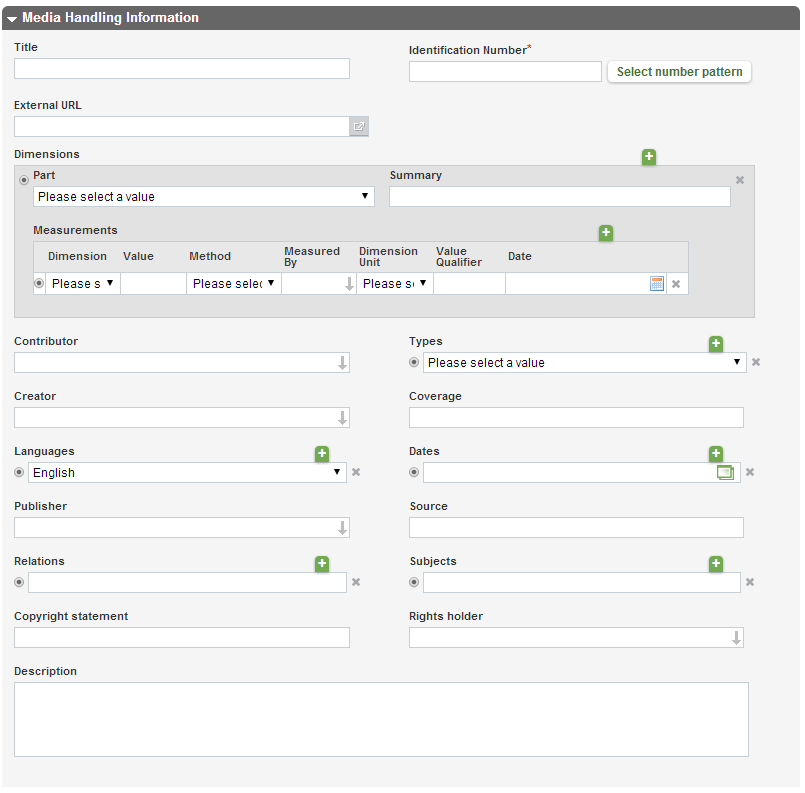 Media Handling Information
Title
Identification Number*
Select number pattern
External URL
Dimensions
Part
Summary
Please select a value
Measurements
Dimension Value Method Measured By Dimension Unit Value Qualifier Date
Please s Please selec Please se
Contributor
Types
Please select a value
Creator
Coverage
Languages
Dates
English
Publisher
Source
Relations
Subjects
Copyright statement
Rights holder
Description